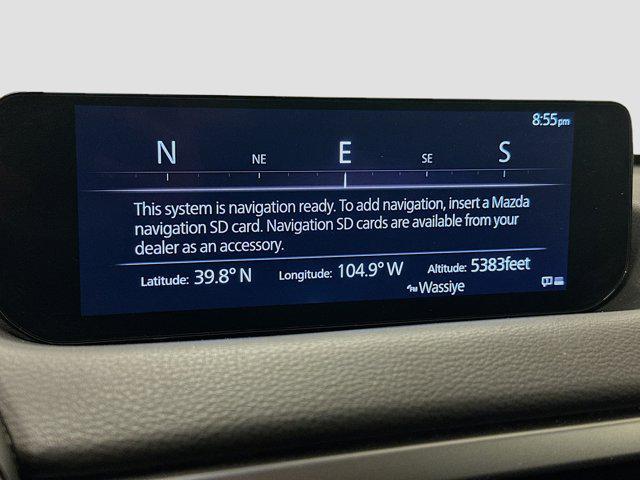 8:55pm
N NE E SE S
This system is navigation ready. To add navigation, insert a Mazda
navigation SD card. Navigation SD cards are available from your
dealer as an accessory.
Latitude: 39.8° N Longitude: 104.9° W Altitude: 5383feet
Wassiye